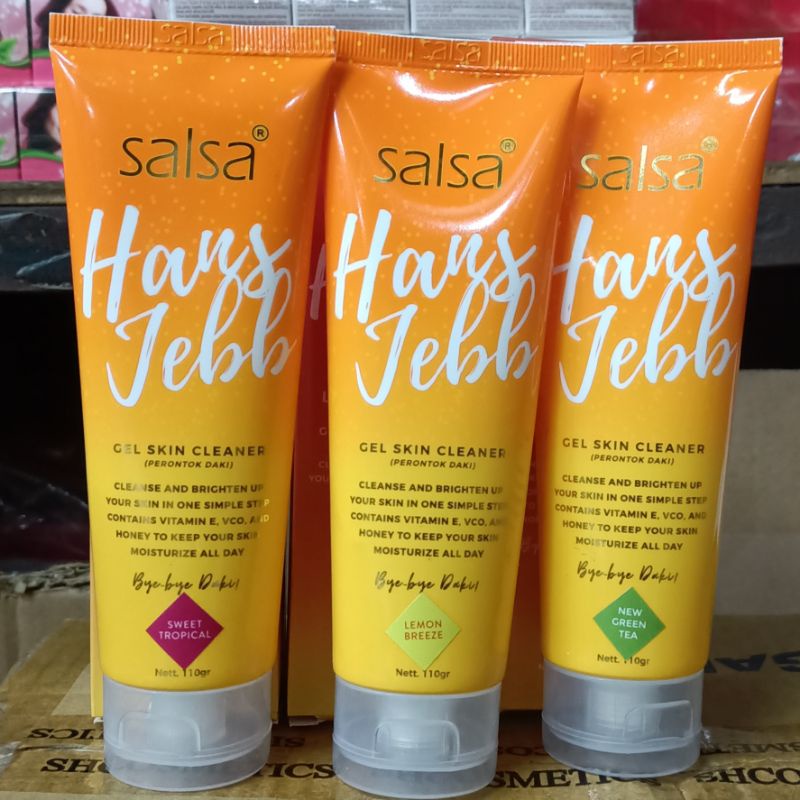 salsa
salsa®
Hans
Jebb
GEL SKIN CLEANER
(PERONTOK DAKI)
CLEANSE AND BRIGHTEN UP
YOUR SKIN IN ONE SIMPLE STEP
CONTAINS VITAMIN E, VCO, AND
HONEY TO KEEP YOUR SKIN
MOISTURIZE ALL DAY
Bye-bye Daki!
SWEET
TROPICAL
Nett. 110gr
salsa
salsa®
Hans
Jebb
GEL SKIN CLEANER
(PERONTOK DAKI)
CLEANSE AND BRIGHTEN UP
YOUR SKIN IN ONE SIMPLE STEP
CONTAINS VITAMIN E, VCO, AND
HONEY TO KEEP YOUR SKIN
MOISTURIZE ALL DAY
Bye-bye Daki!
LEMON
BREEZE
Nett. 110gr
salsa
salsa®
Hans
Jebb
GEL SKIN CLEANER
(PERONTOK DAKI)
CLEANSE AND BRIGHTEN UP
YOUR SKIN IN ONE SIMPLE STEP
CONTAINS VITAMIN E, VCO, AND
HONEY TO KEEP YOUR SKIN
MOISTURIZE ALL DAY
Bye-bye Daki!
NEW
GREEN
TEA
Nett. 110gr